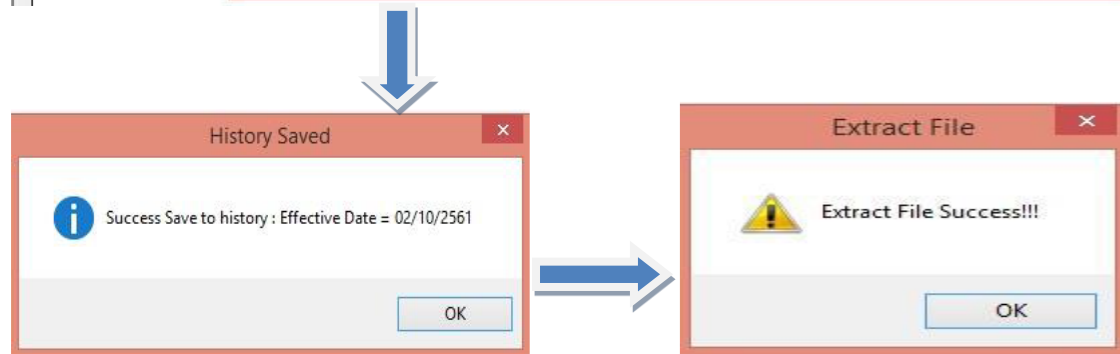 History Saved
Success Save to history : Effective Date = 02/10/2561
OK
Extract File
Extract File Success!!!
OK